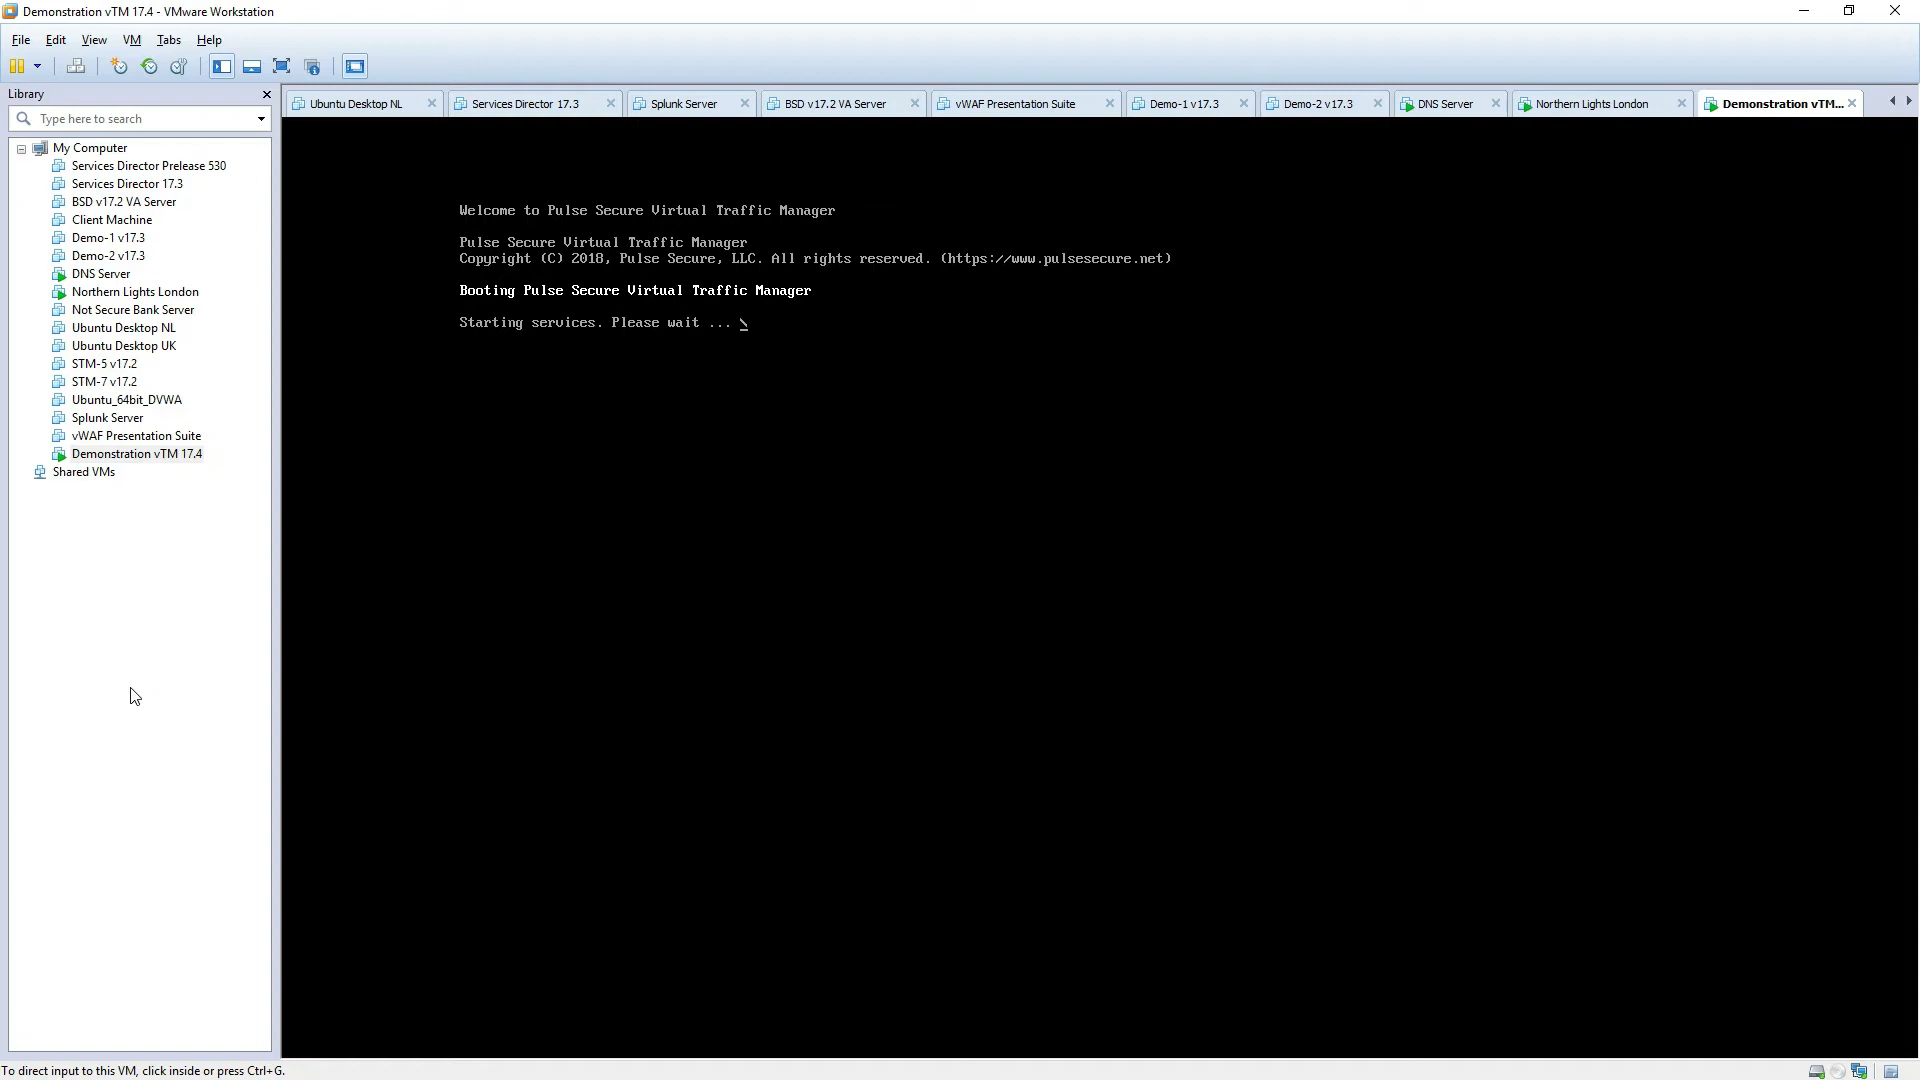 Demonstration vTM 17.4 - VMware Workstation
File Edit View VM Tabs Help
Library
Type here to search
My Computer
Services Director Prelease 530
Services Director 17.3
BSD v17.2 VA Server
Client Machine
Demo-1 v17.3
Demo-2 v17.3
DNS Server
Northern Lights London
Not Secure Bank Server
Ubuntu Desktop NL
Ubuntu Desktop UK
STM-5 v17.2
STM-7 v17.2
Ubuntu_64bit_DVWA
Splunk Server
vWAF Presentation Suite
Demonstration vTM 17.4
Shared VMs
Ubuntu Desktop NL Services Director 17.3 Splunk Server BSD v17.2 VA Server vWAF Presentation Suite Demo-1 v17.3 Demo-2 v17.3 DNS Server Northern Lights London Demonstration vTM...
Welcome to Pulse Secure Virtual Traffic Manager
Pulse Secure Virtual Traffic Manager
Copyright (C) 2018, Pulse Secure, LLC. All rights reserved. (https://www.pulsesecure.net)
Booting Pulse Secure Virtual Traffic Manager
Starting services. Please wait ... \
To direct input to this VM, click inside or press Ctrl+G.